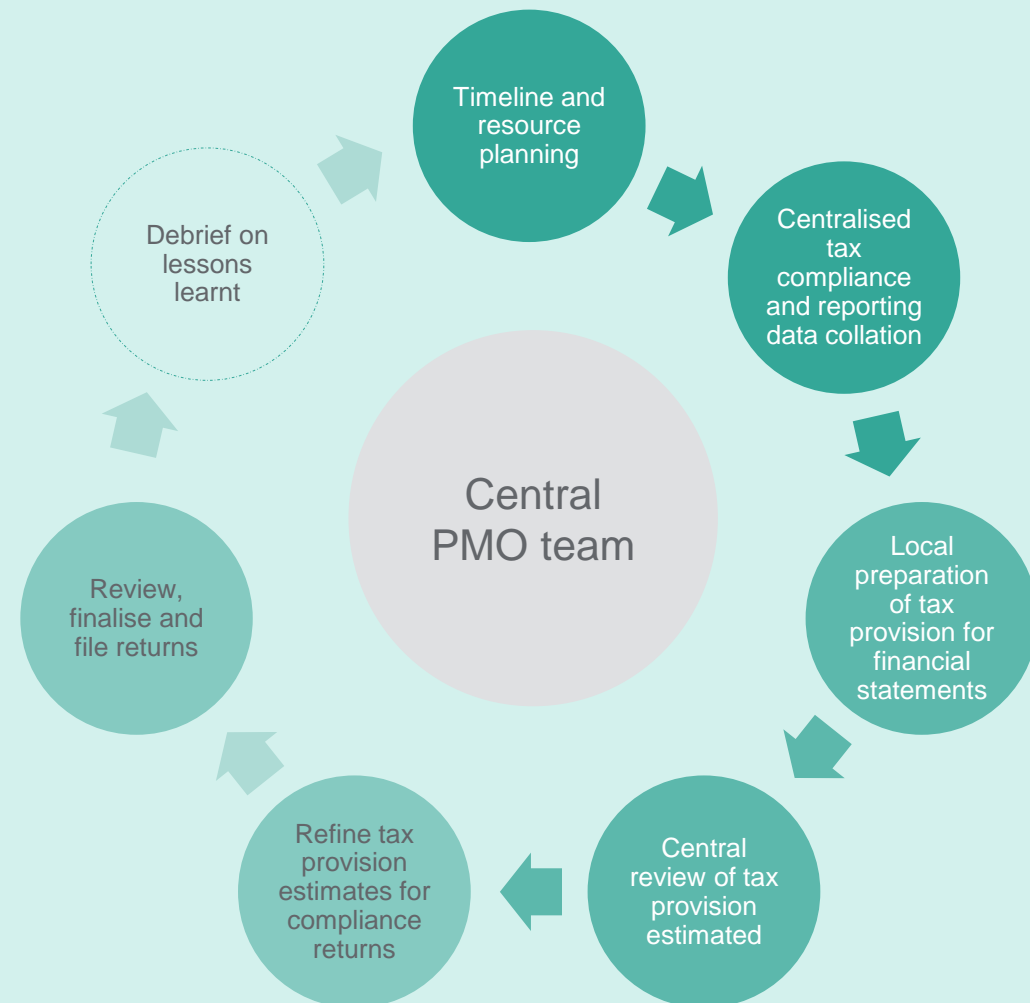 Timeline and
resource
planning
Centralised
tax
compliance
and reporting
data collation
Local
preparation
of tax
provision for
financial
statements
Central
review of tax
provision
estimated
Refine tax
provision
estimates for
compliance
returns
Review,
finalise and
file returns
Debrief on
lessons
learnt
Central
PMO team